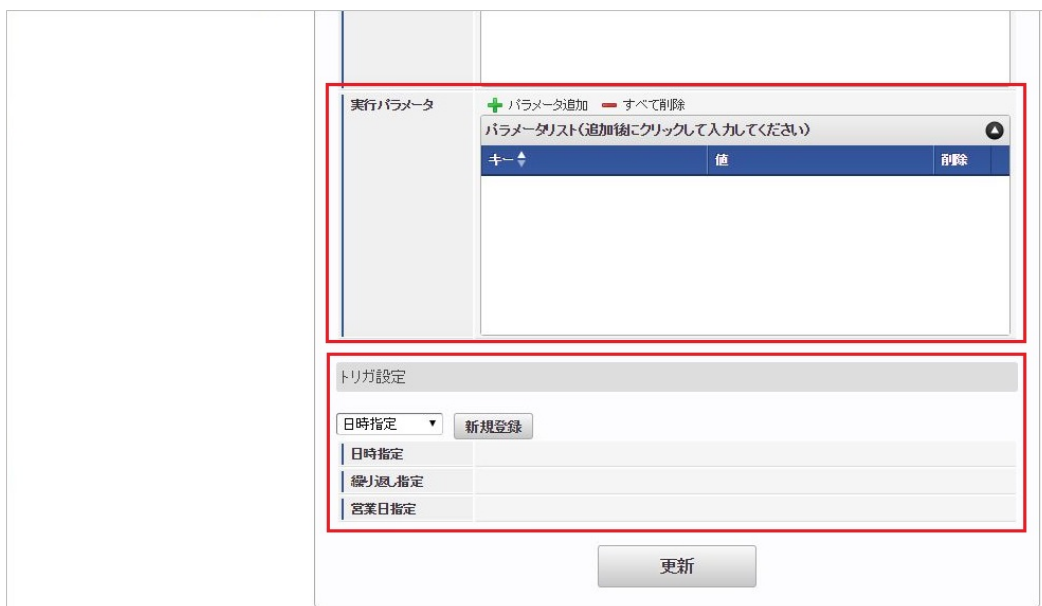 実行パラメータ
パラメータ追加 すべて削除
パラメータリスト(追加後にクリックして入力してください)
キー 値 削除
トリガ設定
日時指定 新規登録
日時指定
繰り返し指定
営業日指定
更新